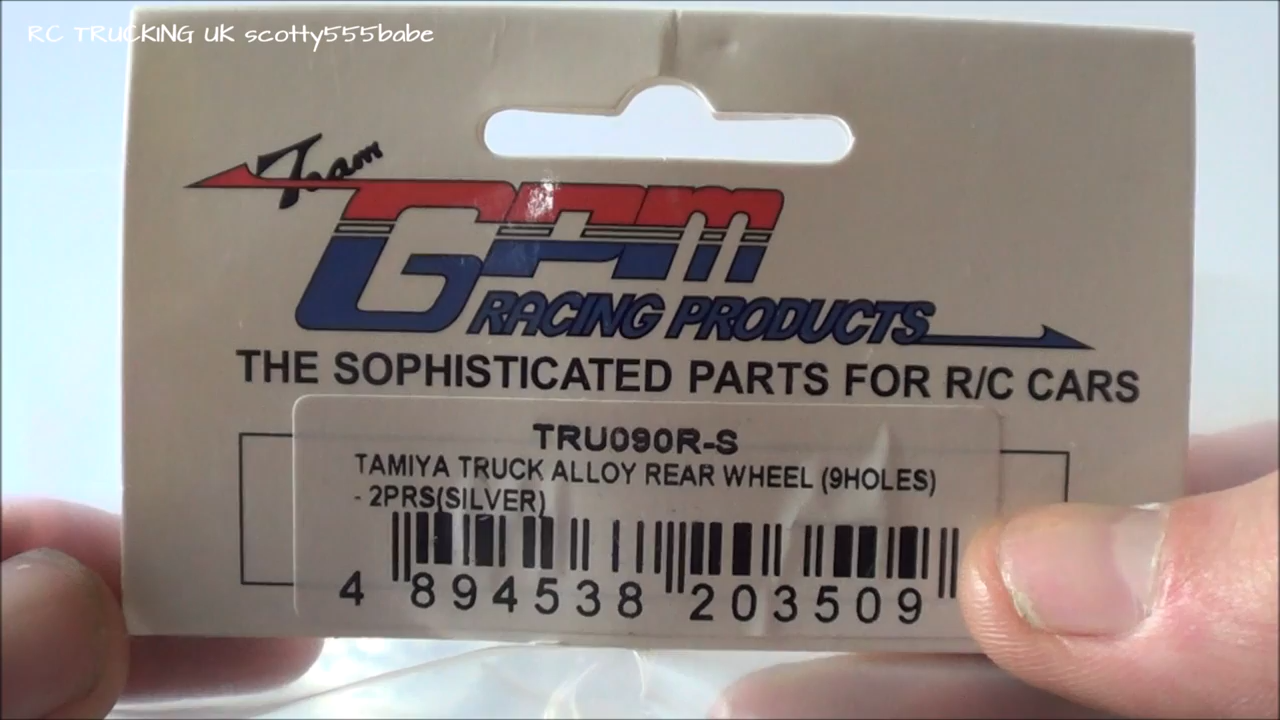 RC TRUCKING UK scotty555babe
Team
GPM
RACING PRODUCTS
THE SOPHISTICATED PARTS FOR R/C CARS
TRU090R-S
TAMIYA TRUCK ALLOY REAR WHEEL (9HOLES)
- 2PRS(SILVER)
4 894538 203509